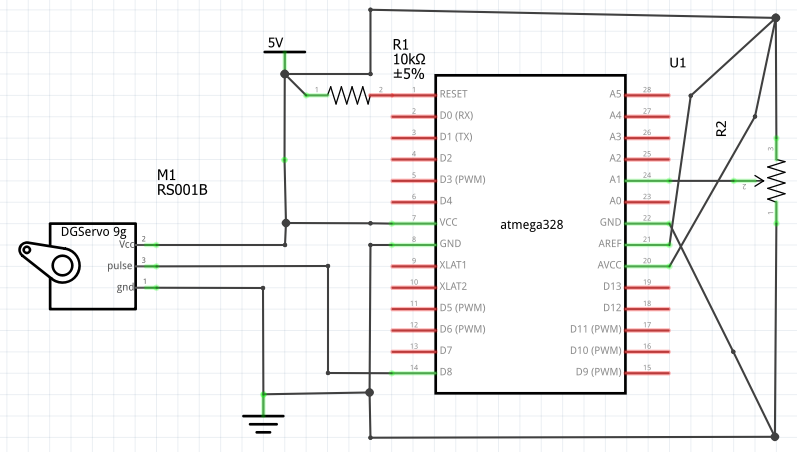 5V
R1
10kΩ
±5%
U1
1
2
1
RESET
A5
28
2
D0 (RX)
A4
27
3
D1 (TX)
A3
26
R2
4
D2
A2
25
3
M1
RS001B
5
D3 (PWM)
A1
24
2
6
D4
A0
23
1
DGServo 9g
7
VCC
atmega328
GND
22
Vcc
2
8
GND
AREF
21
pulse
3
9
XLAT1
AVCC
20
gnd
1
10
XLAT2
D13
19
11
D5 (PWM)
D12
18
12
D6 (PWM)
D11 (PWM)
17
13
D7
D10 (PWM)
16
14
D8
D9 (PWM)
15